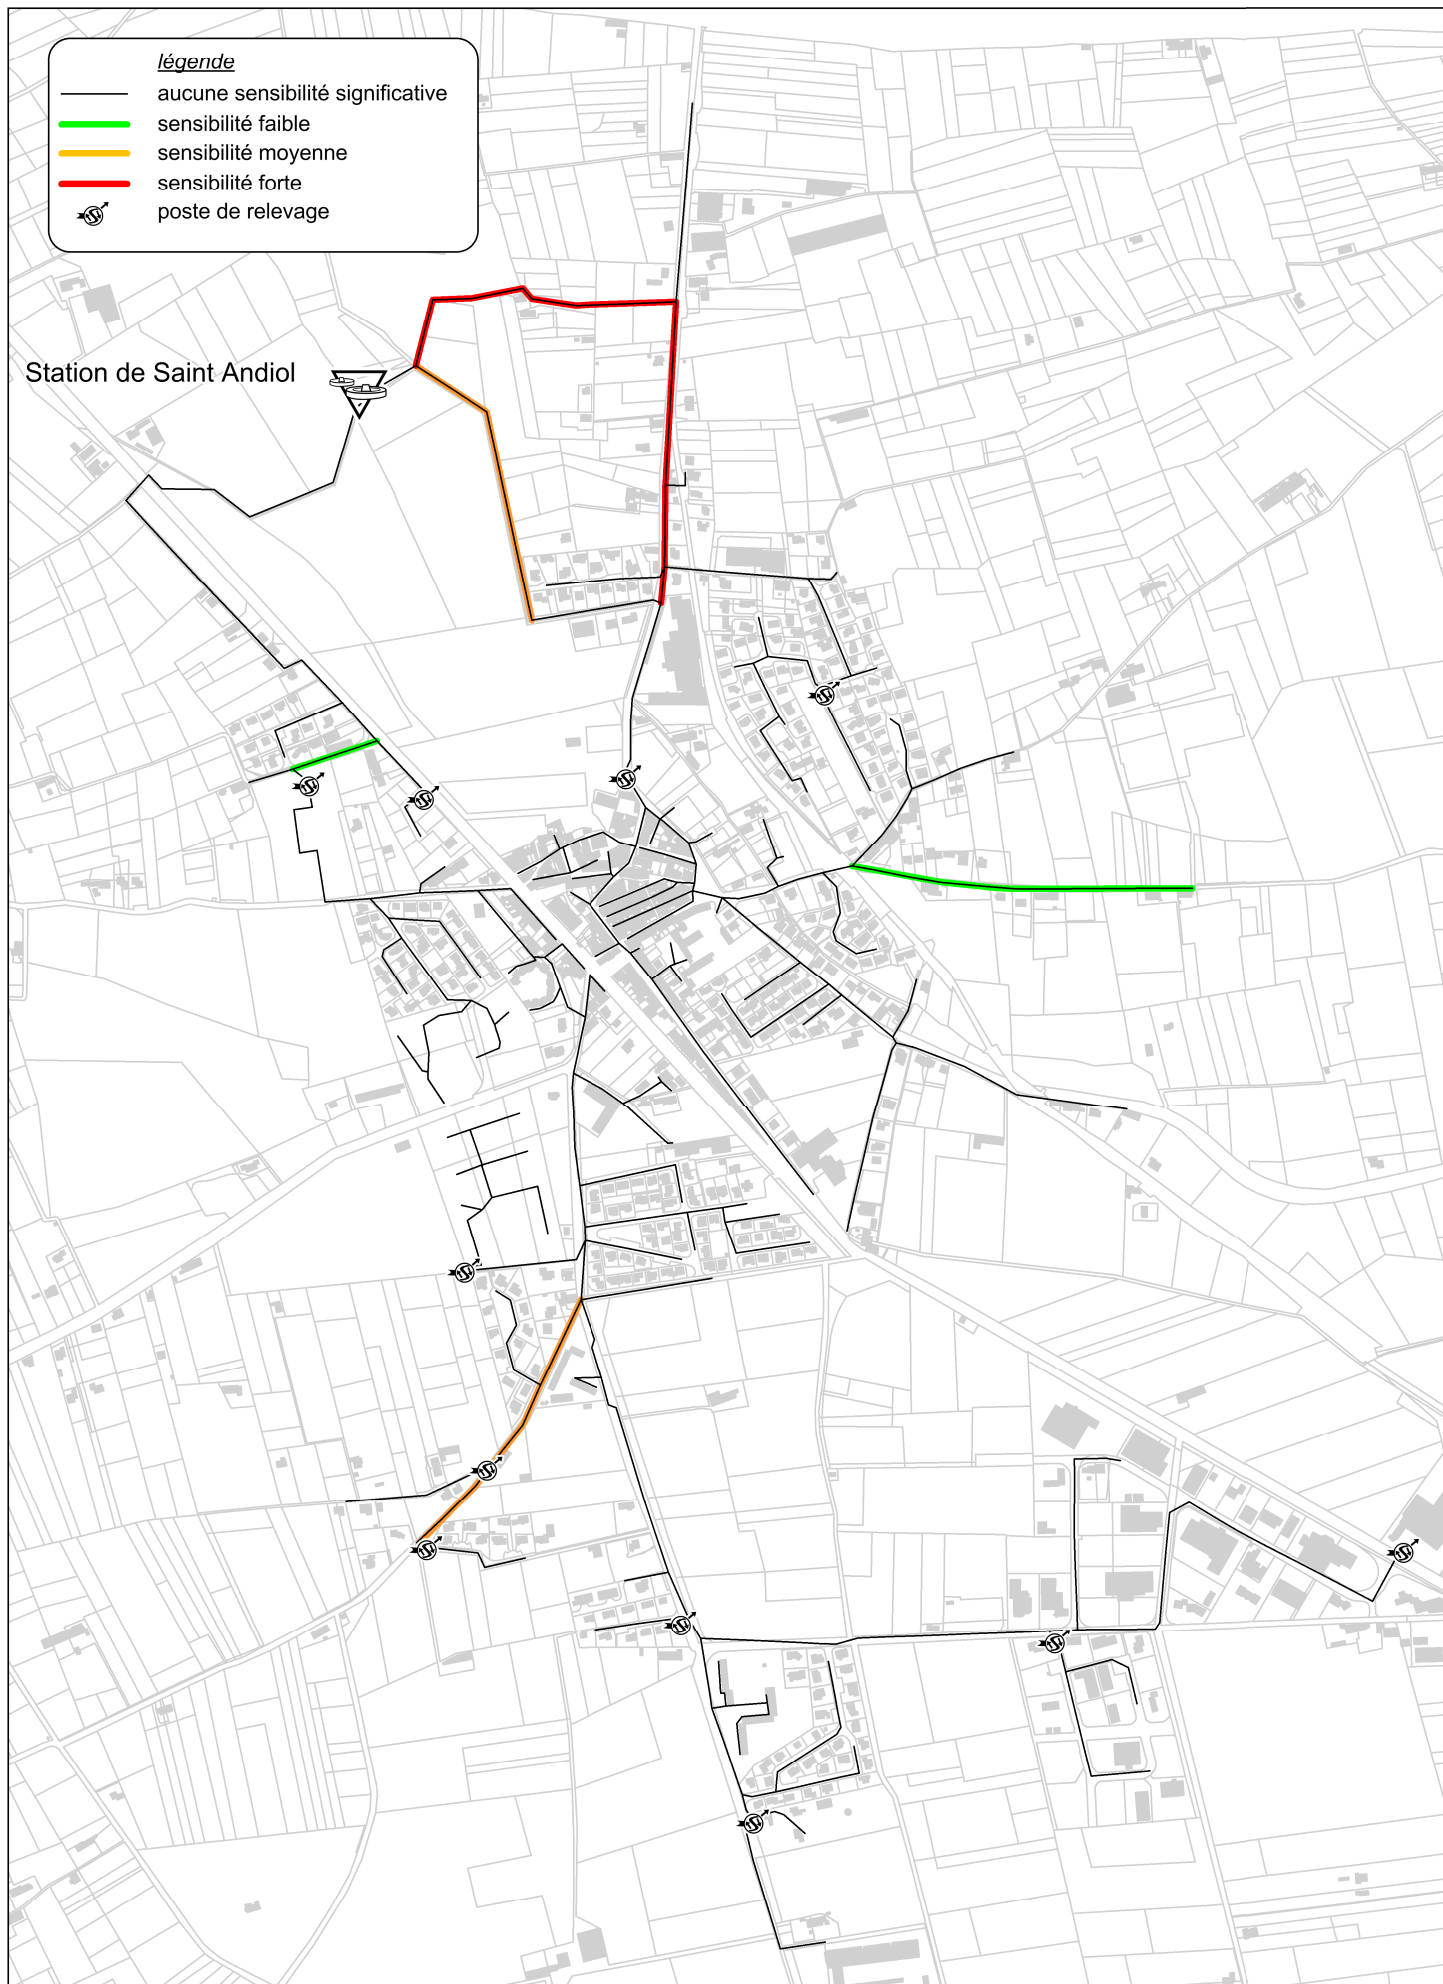 légende
aucune sensibilité significative
sensibilité faible
sensibilité moyenne
sensibilité forte
poste de relevage
Station de Saint Andiol